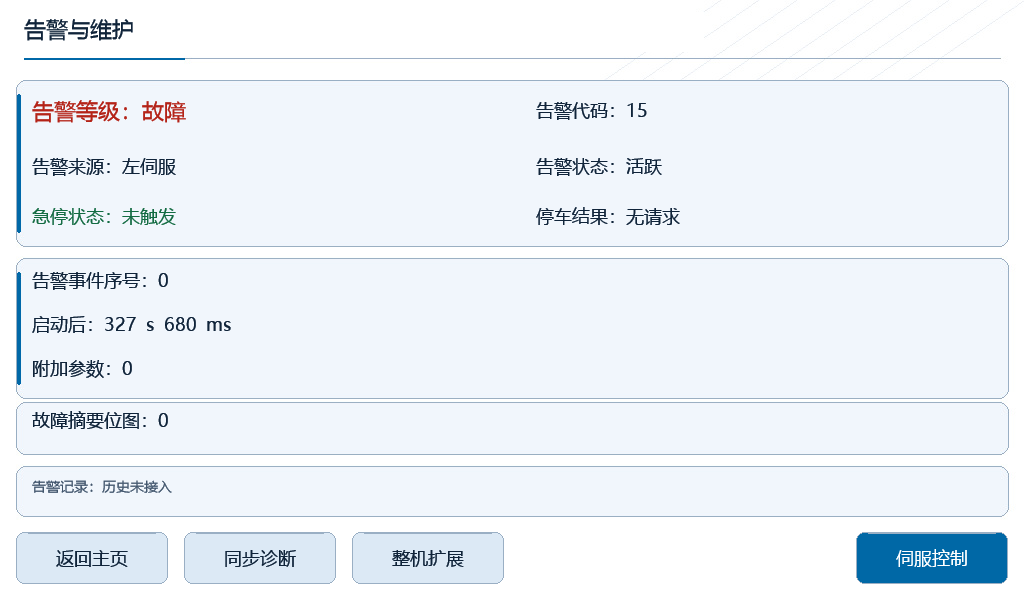 告警与维护
告警等级：故障
告警代码：15
告警来源：左伺服
告警状态：活跃
急停状态：未触发
停车结果：无请求
告警事件序号：0
启动后：327 s 680 ms
附加参数：0
故障摘要位图：0
告警记录：历史未接入
返回主页
同步诊断
整机扩展
伺服控制